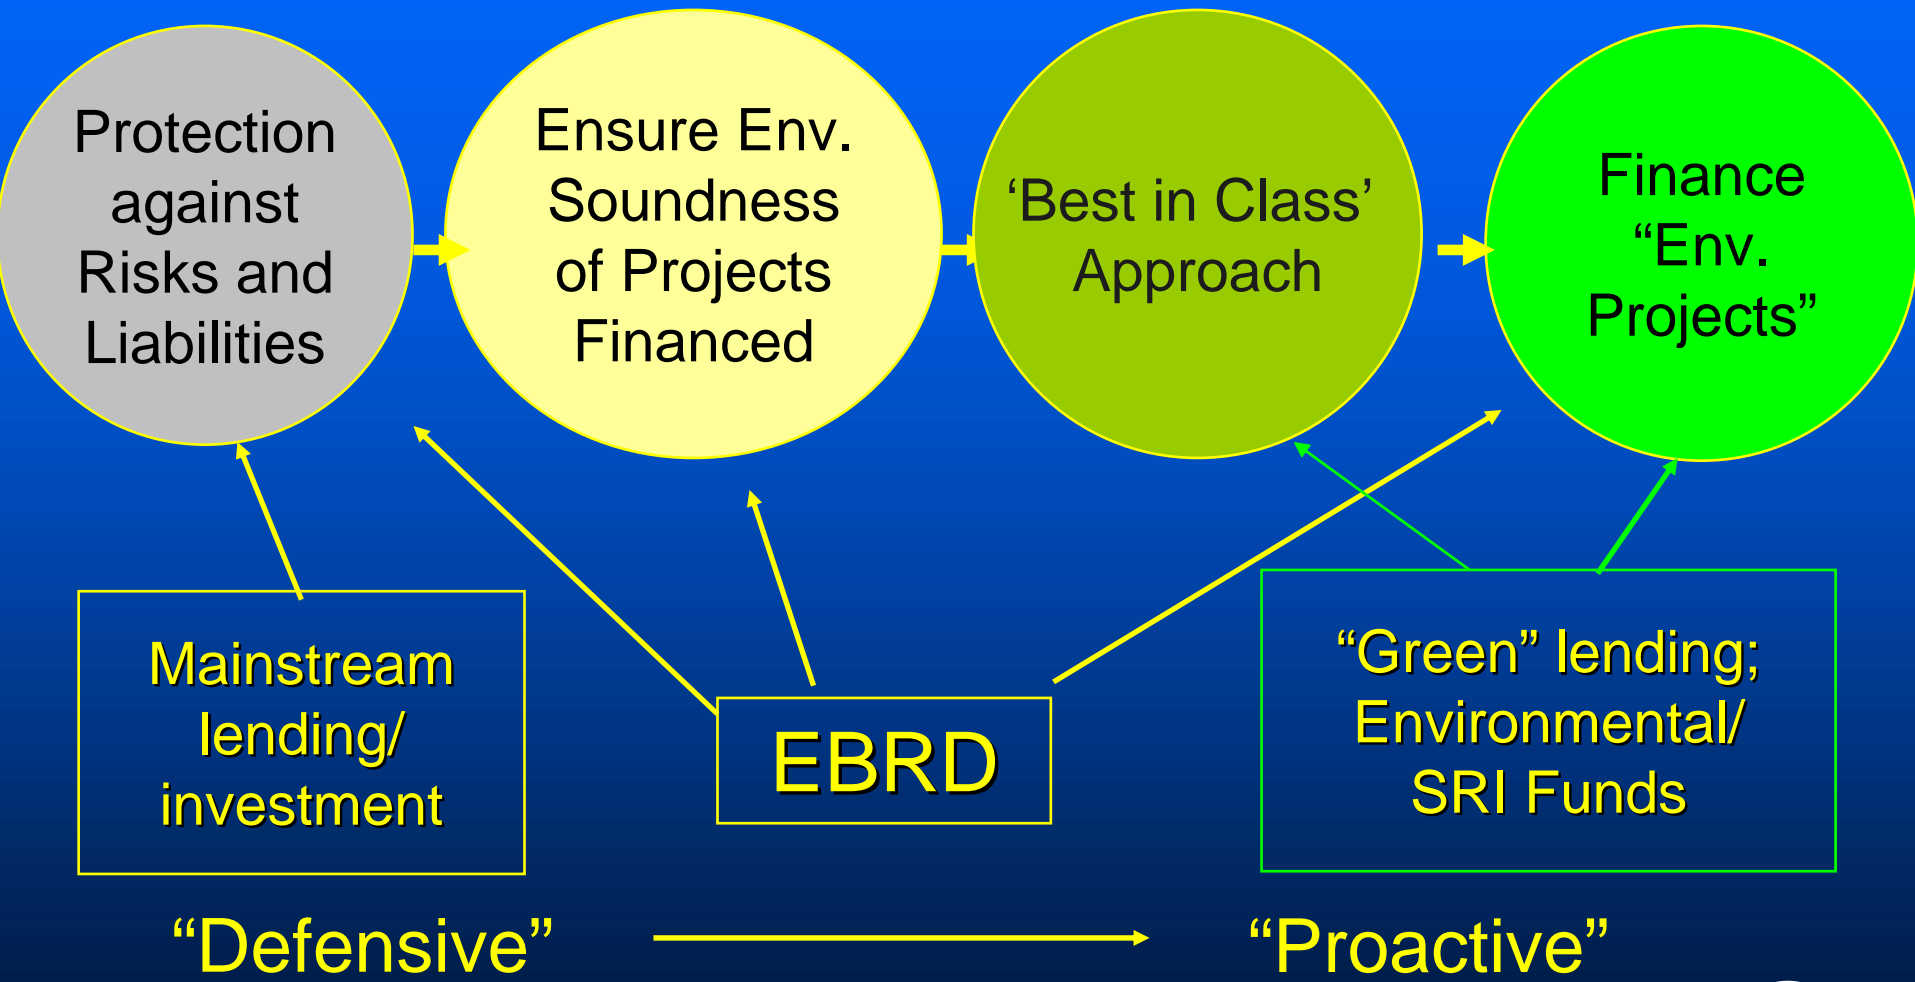 Protection
against
Risks and
Liabilities
Ensure Env.
Soundness
of Projects
Financed
‘Best in Class’
Approach
Finance
“Env.
Projects”
Mainstream
lending/
investment
EBRD
“Green” lending;
Environmental/
SRI Funds
“Defensive”
“Proactive”